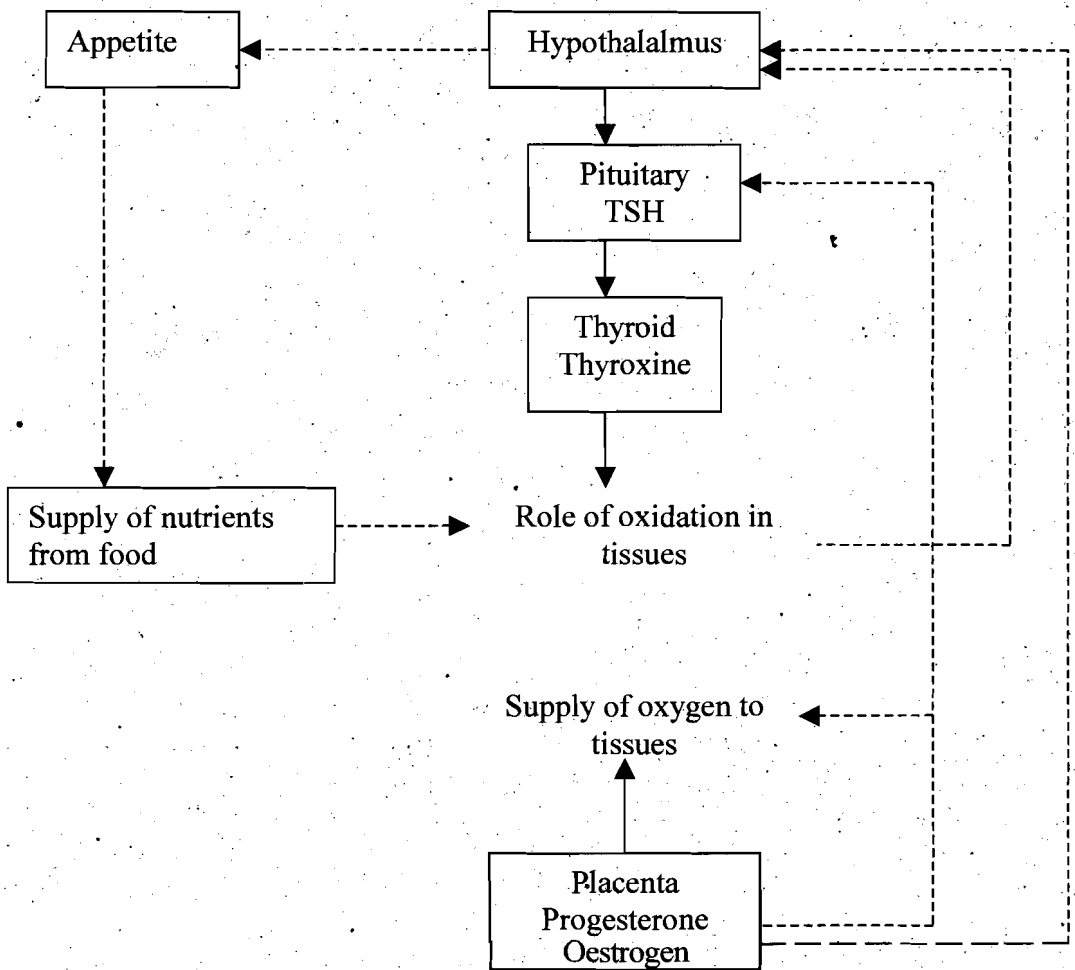 Appetite
Hypothalalmus
Pituitary
TSH
Thyroid
Thyroxine
Supply of nutrients
from food
Role of oxidation in
tissues
Supply of oxygen to
tissues
Placenta
Progesterone
Oestrogen